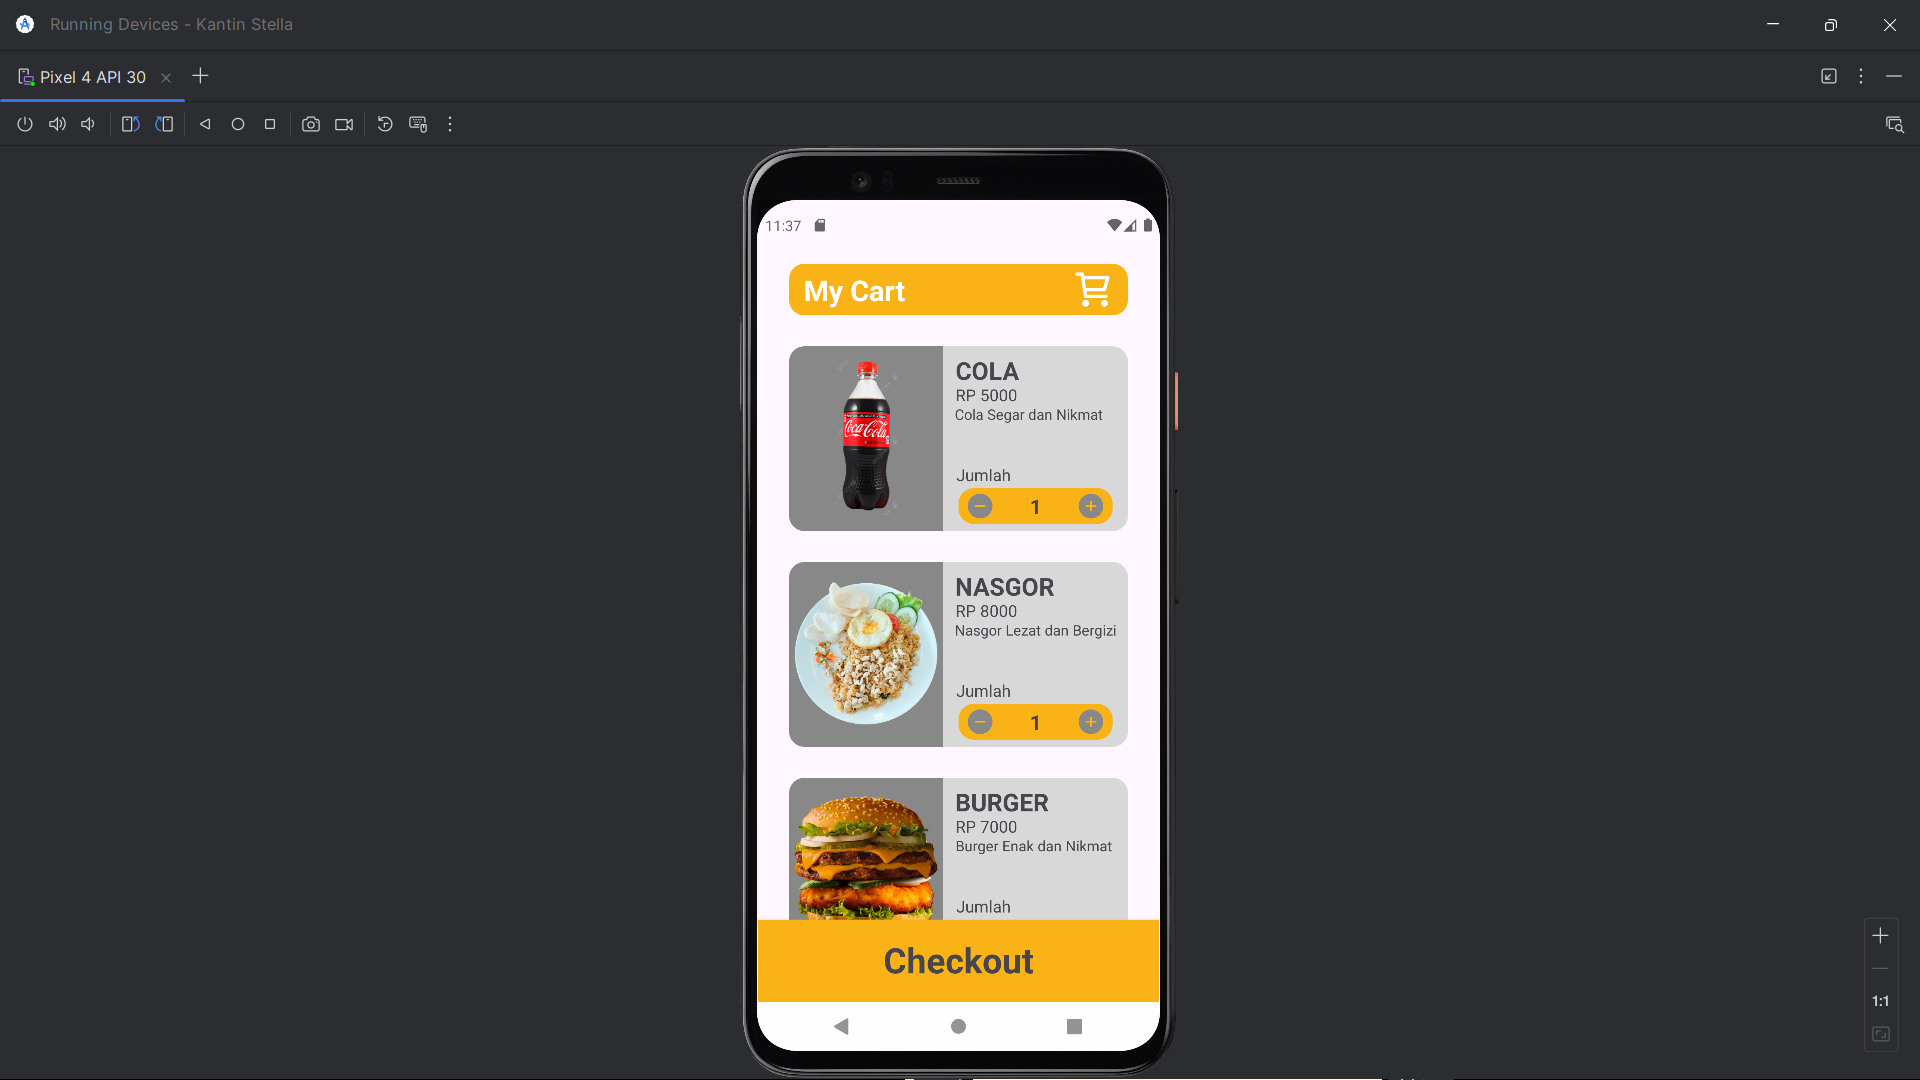 Running Devices - Kantin Stella
Pixel 4 API 30
11:37
My Cart
COLA
RP 5000
Cola Segar dan Nikmat
Coca-Cola
Jumlah
1
NASGOR
RP 8000
Nasgor Lezat dan Bergizi
Jumlah
1
BURGER
RP 7000
Burger Enak dan Nikmat
Jumlah
Checkout
1:1